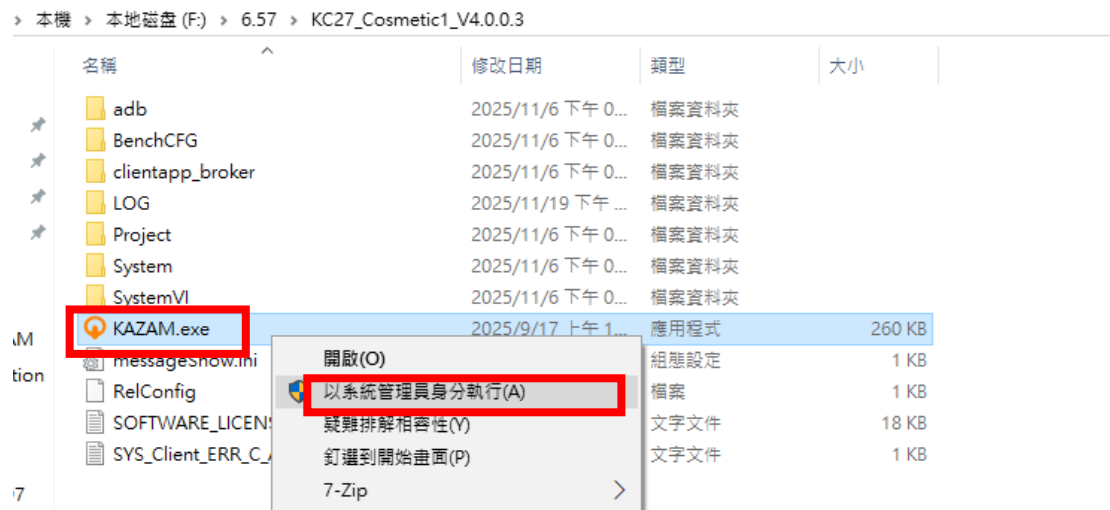 本機 > 本地磁盘 (F:) > 6.57 > KC27_Cosmetic1_V4.0.0.3
名稱 修改日期 類型 大小
adb 2025/11/6 下午 0... 檔案資料夾
BenchCFG 2025/11/6 下午 0... 檔案資料夾
clientapp_broker 2025/11/6 下午 0... 檔案資料夾
LOG 2025/11/19 下午 ... 檔案資料夾
Project 2025/11/6 下午 0... 檔案資料夾
System 2025/11/6 下午 0... 檔案資料夾
SystemVI 2025/11/6 下午 0... 檔案資料夾
KAZAM.exe 2025/9/17 上午 1... 應用程式 260 KB
AM
messageShow.ini 組態設定 1 KB
開啟(O)
tion
RelConfig 檔案 1 KB
以系統管理員身分執行(A)
SOFTWARE_LICENS 文字文件 18 KB
疑難排解相容性(Y)
SYS_Client_ERR_C_ 文字文件 1 KB
釘選到開始畫面(P)
7-Zip